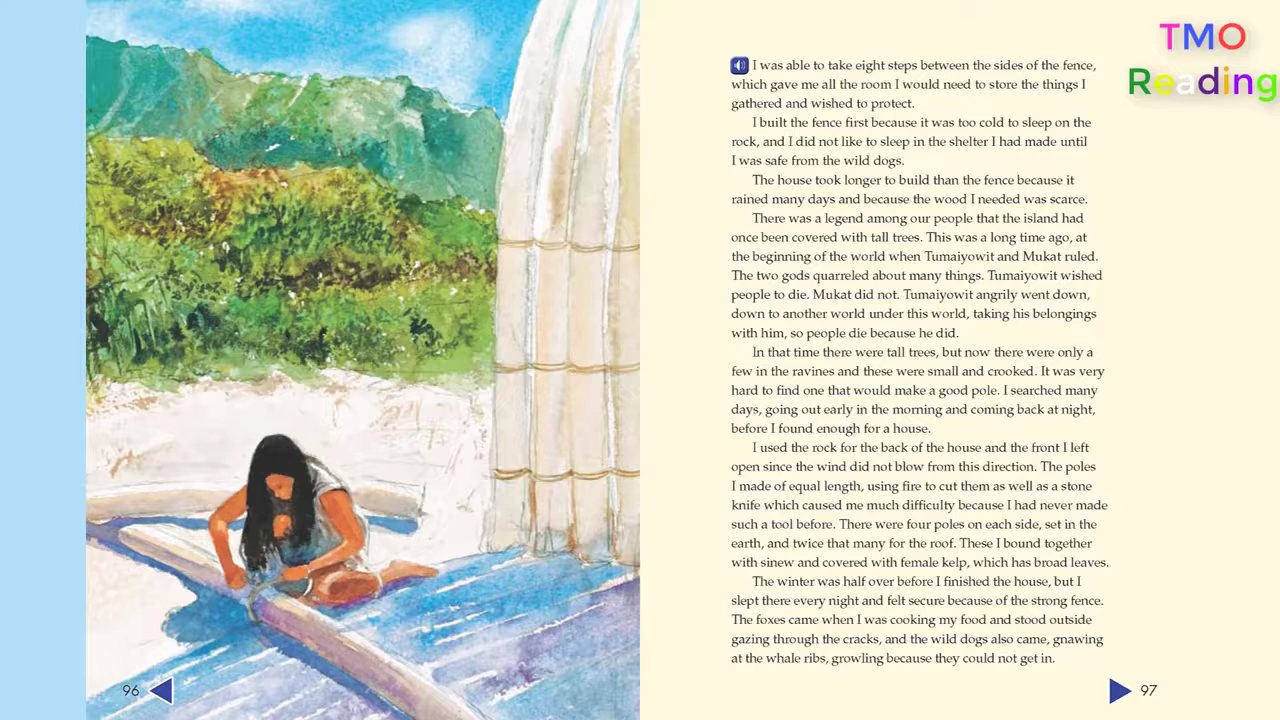 TMO
Reading
I was able to take eight steps between the sides of the fence,
which gave me all the room I would need to store the things I
gathered and wished to protect.
I built the fence first because it was too cold to sleep on the
rock, and I did not like to sleep in the shelter I had made until
I was safe from the wild dogs.
The house took longer to build than the fence because it
rained many days and because the wood I needed was scarce.
There was a legend among our people that the island had
once been covered with tall trees. This was a long time ago, at
the beginning of the world when Tumaiyowit and Mukat ruled.
The two gods quarreled about many things. Tumaiyowit wished
people to die. Mukat did not. Tumaiyowit angrily went down,
down to another world under this world, taking his belongings
with him, so people die because he did.
In that time there were tall trees, but now there were only a
few in the ravines and these were small and crooked. It was very
hard to find one that would make a good pole. I searched many
days, going out early in the morning and coming back at night,
before I found enough for a house.
I used the rock for the back of the house and the front I left
open since the wind did not blow from this direction. The poles
I made of equal length, using fire to cut them as well as a stone
knife which caused me much difficulty because I had never made
such a tool before. There were four poles on each side, set in the
earth, and twice that many for the roof. These I bound together
with sinew and covered with female kelp, which has broad leaves.
The winter was half over before I finished the house, but I
slept there every night and felt secure because of the strong fence.
The foxes came when I was cooking my food and stood outside
gazing through the cracks, and the wild dogs also came, gnawing
at the whale ribs, growling because they could not get in.
96
97